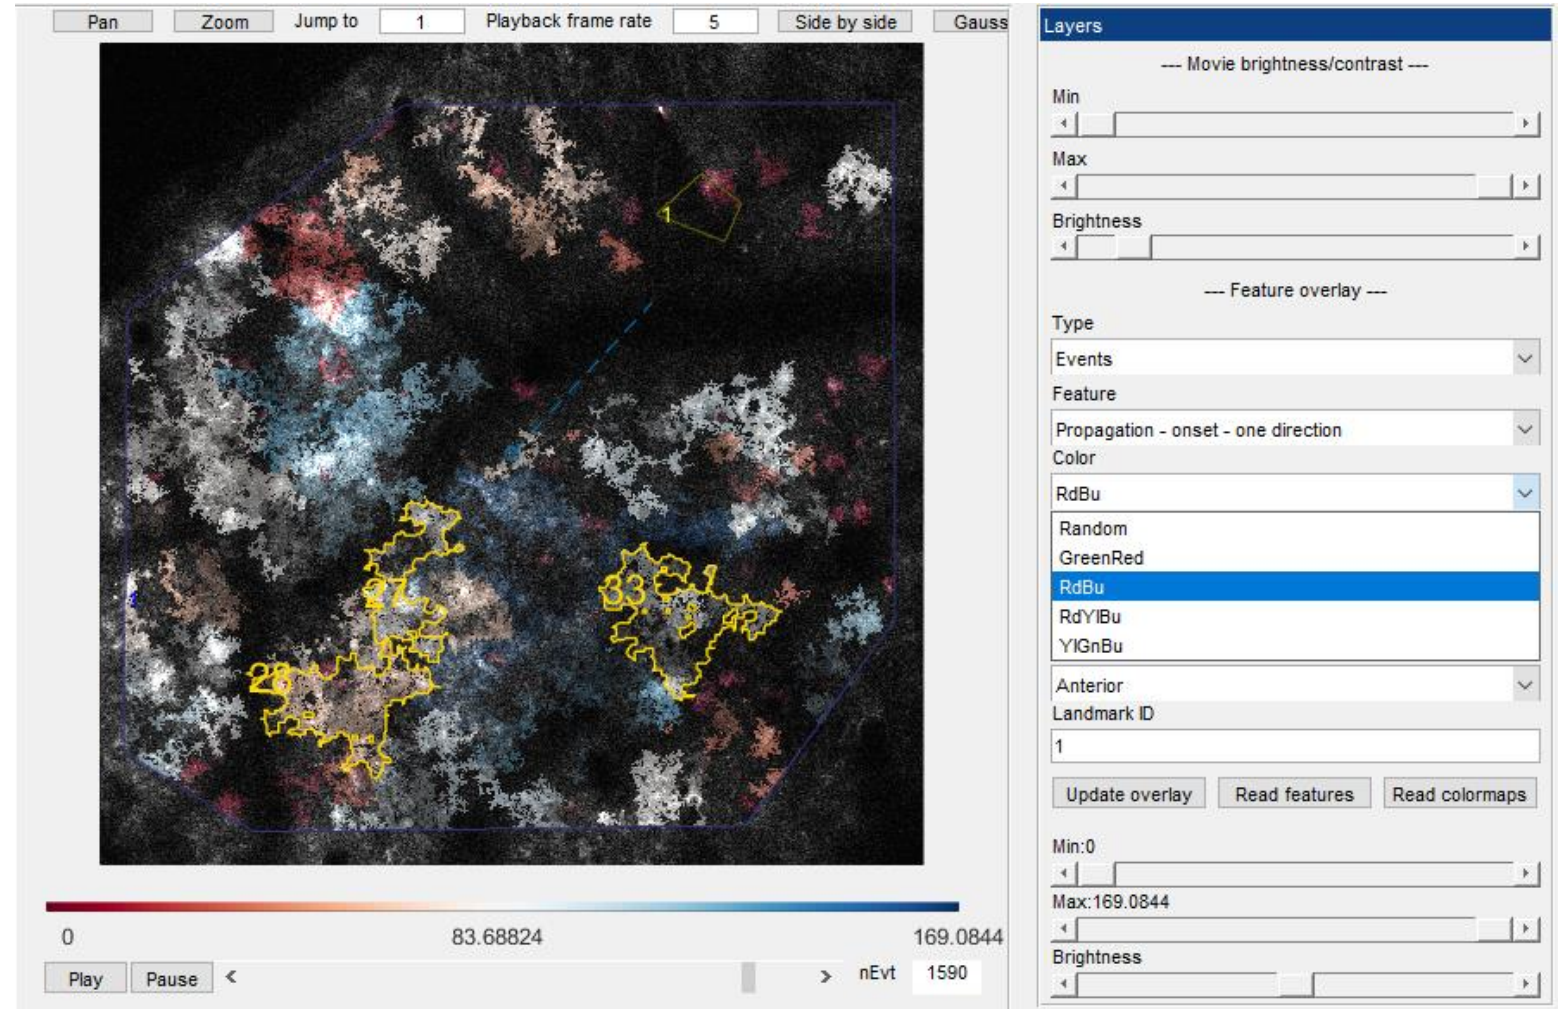 Pan Zoom Jump to 1 Playback frame rate 5 Side by side Gauss
1
27
33
28
1
0 83.68824 169.0844
Play Pause < > nEvt 1590
Layers
--- Movie brightness/contrast ---
Min
Max
Brightness
--- Feature overlay ---
Type
Events
Feature
Propagation - onset - one direction
Color
RdBu
Random
GreenRed
RdBu
RdYlBu
YlGnBu
Anterior
Landmark ID
1
Update overlay Read features Read colormaps
Min:0
Max:169.0844
Brightness